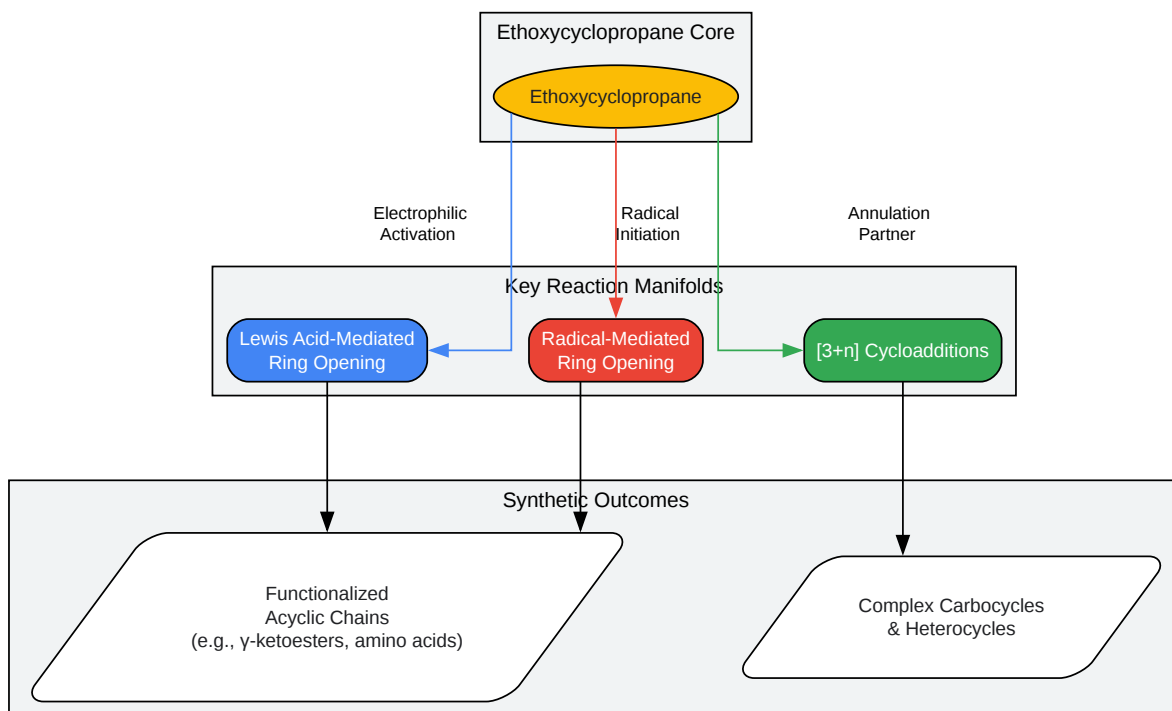 Ethoxycyclopropane Core
Ethoxycyclopropane
Electrophilic
Activation
Radical
Initiation
Annulation
Partner
Key Reaction Manifolds
Lewis Acid-Mediated
Ring Opening
Radical-Mediated
Ring Opening
[3+n] Cycloadditions
Synthetic Outcomes
Functionalized
Acyclic Chains
(e.g., γ-ketoesters, amino acids)
Complex Carbocycles
& Heterocycles